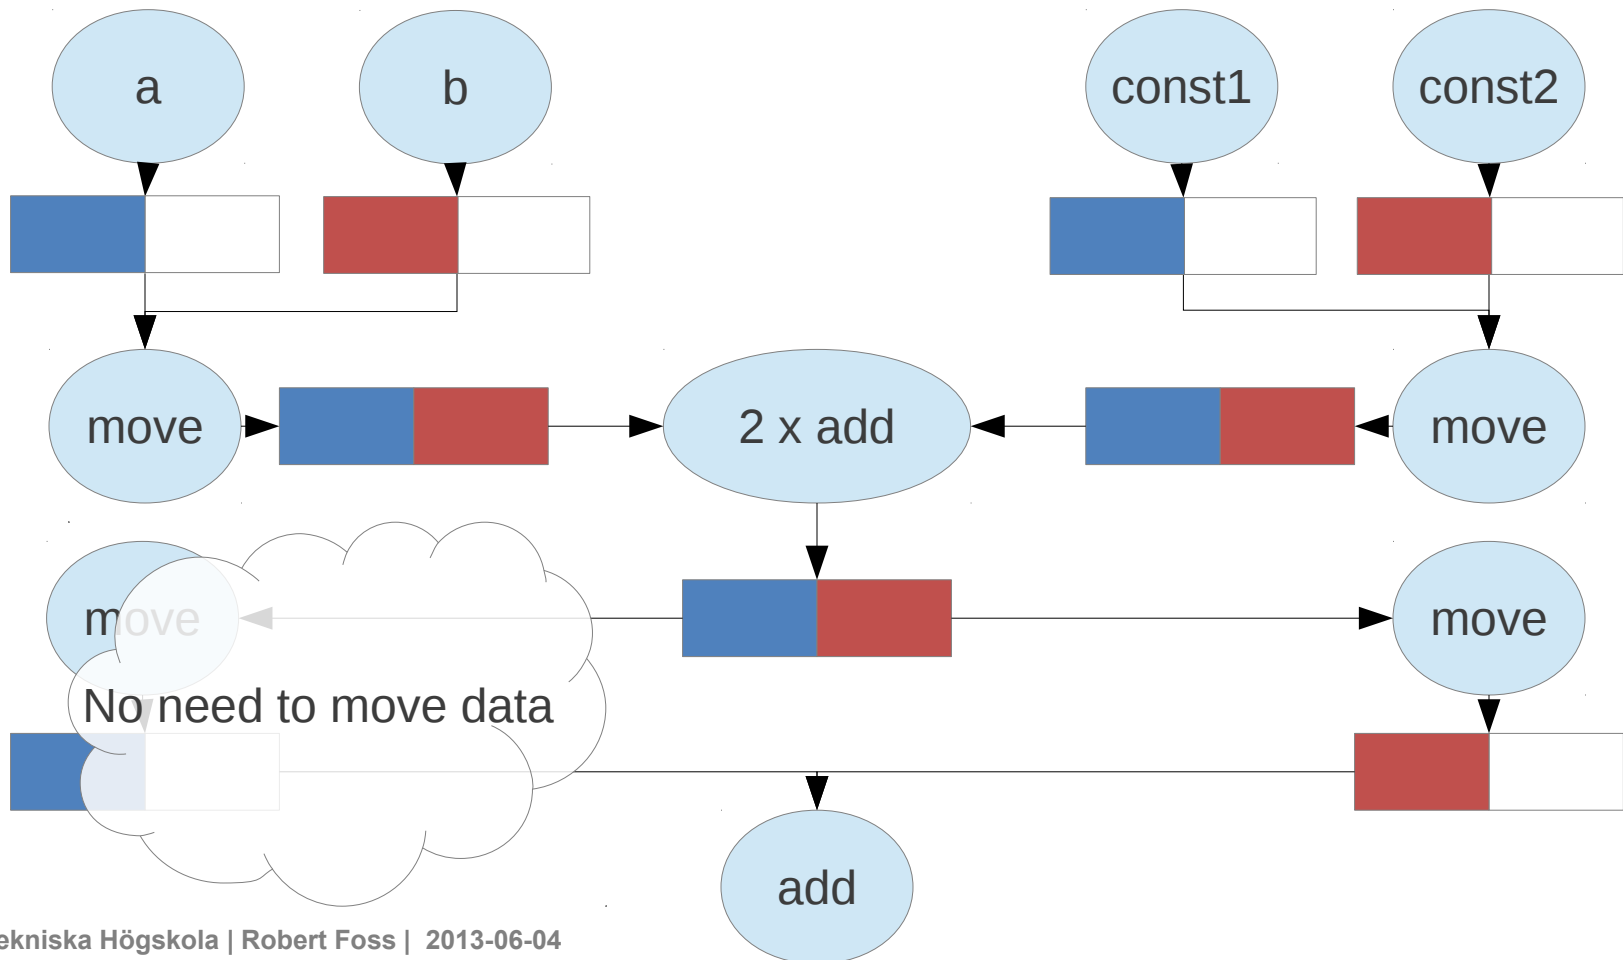 a
b
const1
const2
move
2 x add
move
move
move
No need to move data
add
ekniska Högskola | Robert Foss | 2013-06-04